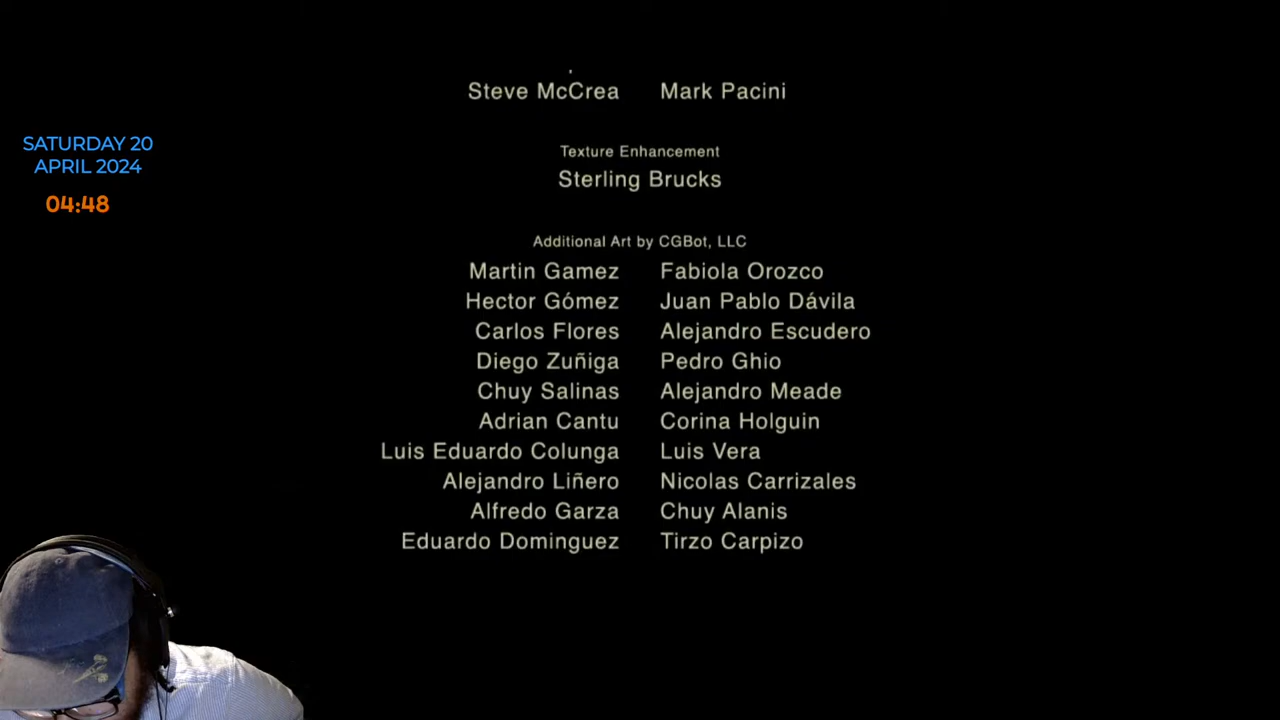 Steve McCrea Mark Pacini
SATURDAY 20
APRIL 2024
04:48
Texture Enhancement
Sterling Brucks
Additional Art by CGBot, LLC
Martin Gamez Fabiola Orozco
Hector Gómez Juan Pablo Dávila
Carlos Flores Alejandro Escudero
Diego Zuñiga Pedro Ghio
Chuy Salinas Alejandro Meade
Adrian Cantu Corina Holguin
Luis Eduardo Colunga Luis Vera
Alejandro Liñero Nicolas Carrizales
Alfredo Garza Chuy Alanis
Eduardo Dominguez Tirzo Carpizo